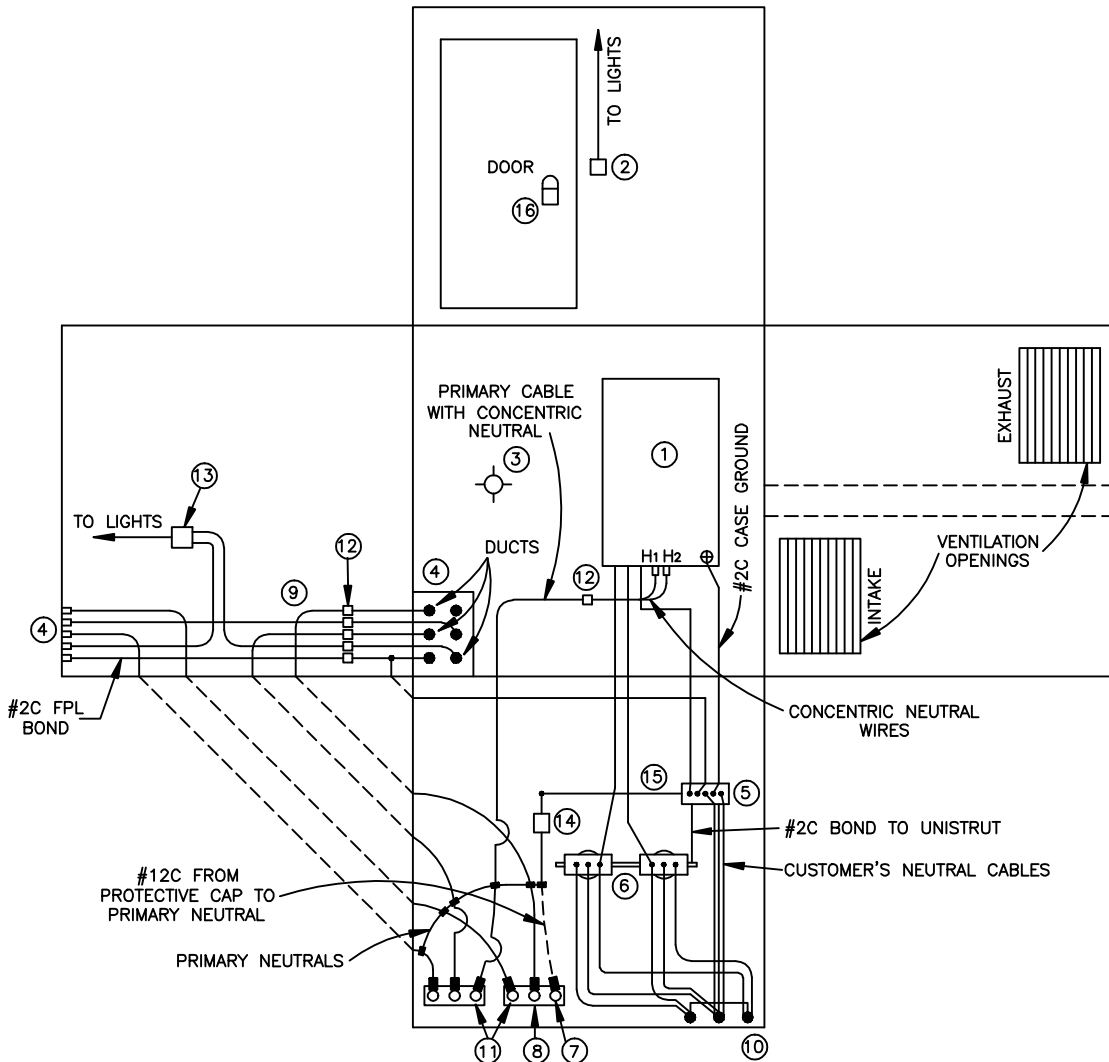 TO LIGHTS
DOOR
2
16
PRIMARY CABLE
WITH CONCENTRIC
NEUTRAL
EXHAUST
1
3
13
#2C CASE GROUND
TO LIGHTS
12
DUCTS
H1 H2
VENTILATION
OPENINGS
9
4
12
INTAKE
4
#2C FPL
BOND
CONCENTRIC NEUTRAL
WIRES
15
5
14
#2C BOND TO UNISTRUT
#12C FROM
PROTECTIVE CAP TO
PRIMARY NEUTRAL
6
CUSTOMER'S NEUTRAL CABLES
PRIMARY NEUTRALS
11
8
7
10